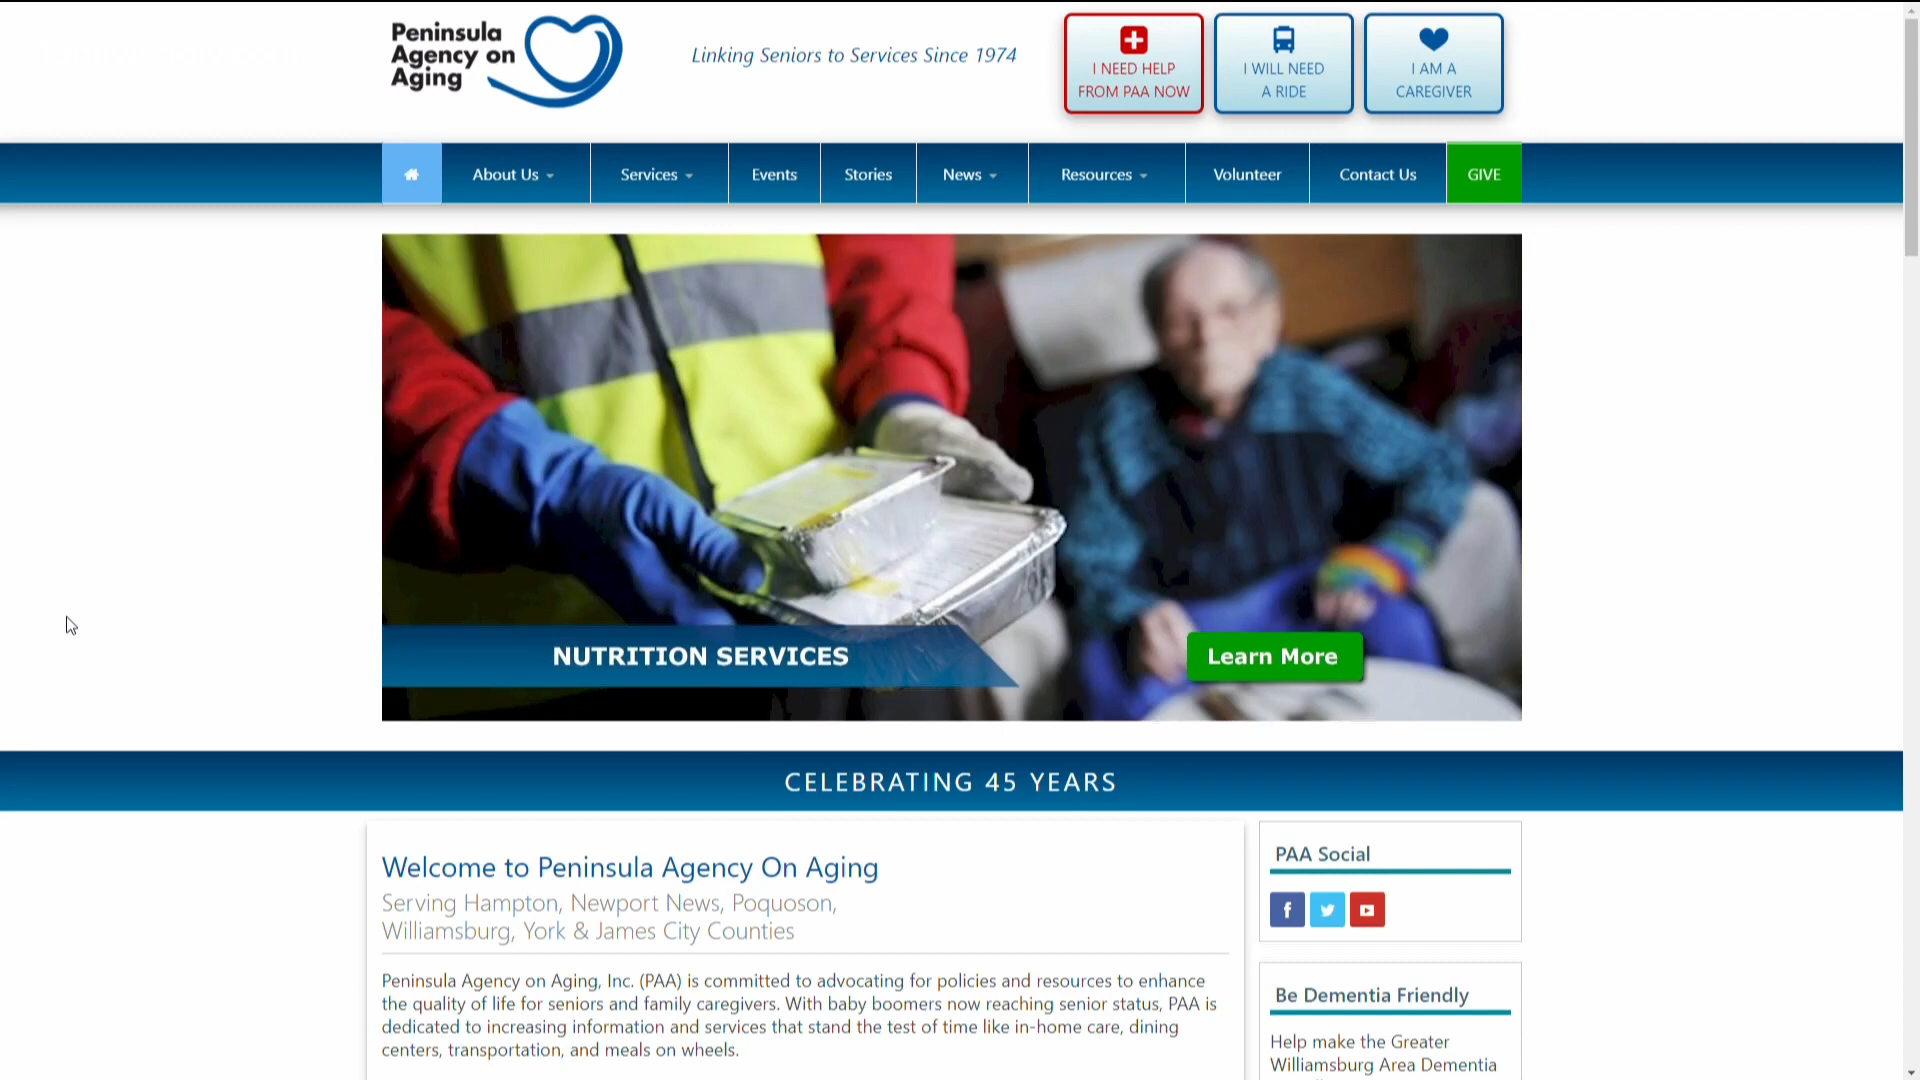 Peninsula
Agency on
Aging
Linking Seniors to Services Since 1974
I NEED HELP
FROM PAA NOW
I WILL NEED
A RIDE
I AM A
CAREGIVER
About Us
Services
Events
Stories
News
Resources
Volunteer
Contact Us
GIVE
NUTRITION SERVICES
Learn More
CELEBRATING 45 YEARS
Welcome to Peninsula Agency On Aging
Serving Hampton, Newport News, Poquoson,
Williamsburg, York & James City Counties
Peninsula Agency on Aging, Inc. (PAA) is committed to advocating for policies and resources to enhance
the quality of life for seniors and family caregivers. With baby boomers now reaching senior status, PAA is
dedicated to increasing information and services that stand the test of time like in-home care, dining
centers, transportation, and meals on wheels.
PAA Social
Be Dementia Friendly
Help make the Greater
Williamsburg Area Dementia